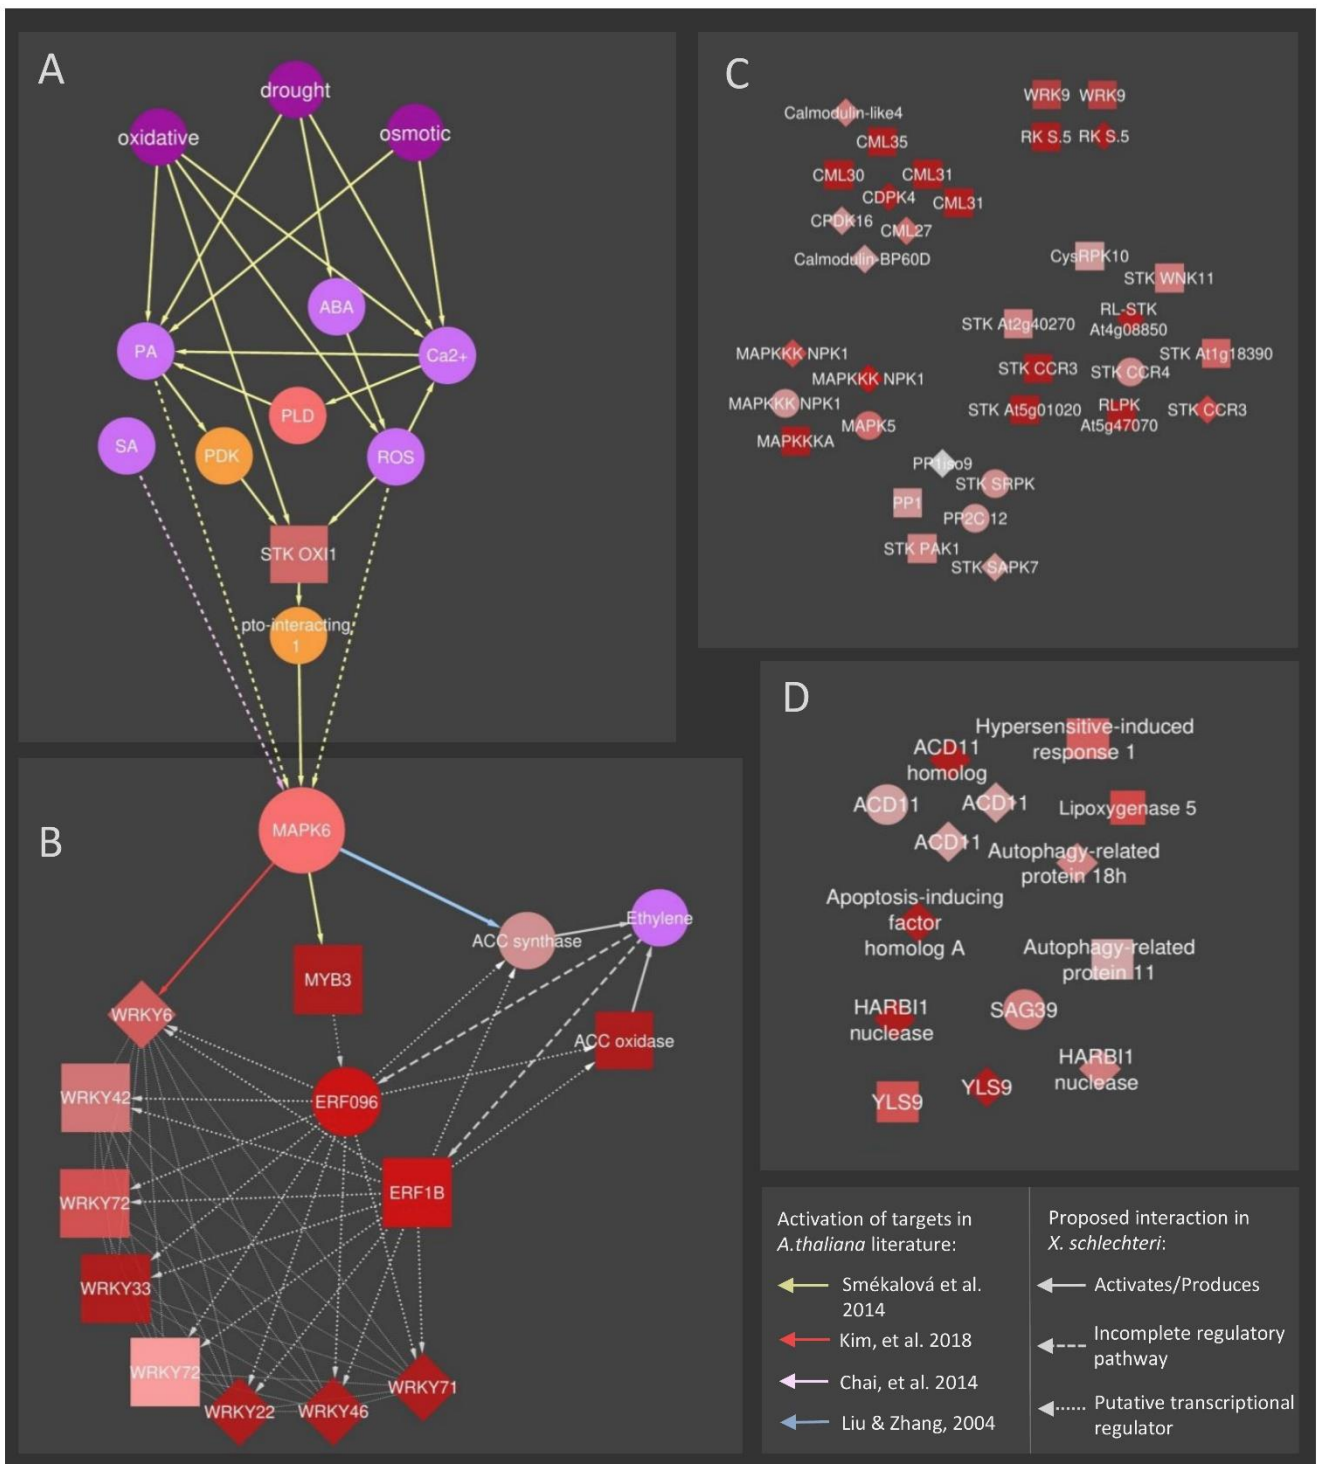 A
drought
oxidative
osmotic
ABA
PA
Ca2+
PLD
SA
PDK
ROS
STK OXI1
pto-interacting
1
B
MAPK6
Ethylene
ACC synthase
MYB3
WRKY6
ACC oxidase
WRKY42
ERF096
WRKY72
ERF1B
WRKY33
WRKY72
WRKY22
WRKY46
WRKY71
C
Calmodulin-like4
CML35
CML30
CML31
CDPK4
CML31
CPDK16
CML27
Calmodulin-BP60D
WRK9
WRK9
RK S.5
RK S.5
CysRPK10
STK WNK11
STK At2g40270
RL-STK
At4g08850
STK At1g18390
STK CCR3
STK CCR4
STK At5g01020
RLPK
At5g47070
STK CCR3
MAPKKK NPK1
MAPKKK NPK1
MAPKKK NPK1
MAPK5
MAPKKKA
PP1iso9
STK SRPK
PP1
PP2C 12
STK PAK1
STK SAPK7
D
Hypersensitive-induced
response 1
ACD11
homolog
ACD11
ACD11
Lipoxygenase 5
ACD11
Autophagy-related
protein 18h
Apoptosis-inducing
factor
homolog A
Autophagy-related
protein 11
HARBI1
nuclease
SAG39
HARBI1
nuclease
YLS9
YLS9
Activation of targets in
A.thaliana literature:
Smékalová et al.
2014
Kim, et al. 2018
Chai, et al. 2014
Liu & Zhang, 2004
Proposed interaction in
X. schlechteri:
Activates/Produces
Incomplete regulatory
pathway
Putative transcriptional
regulator